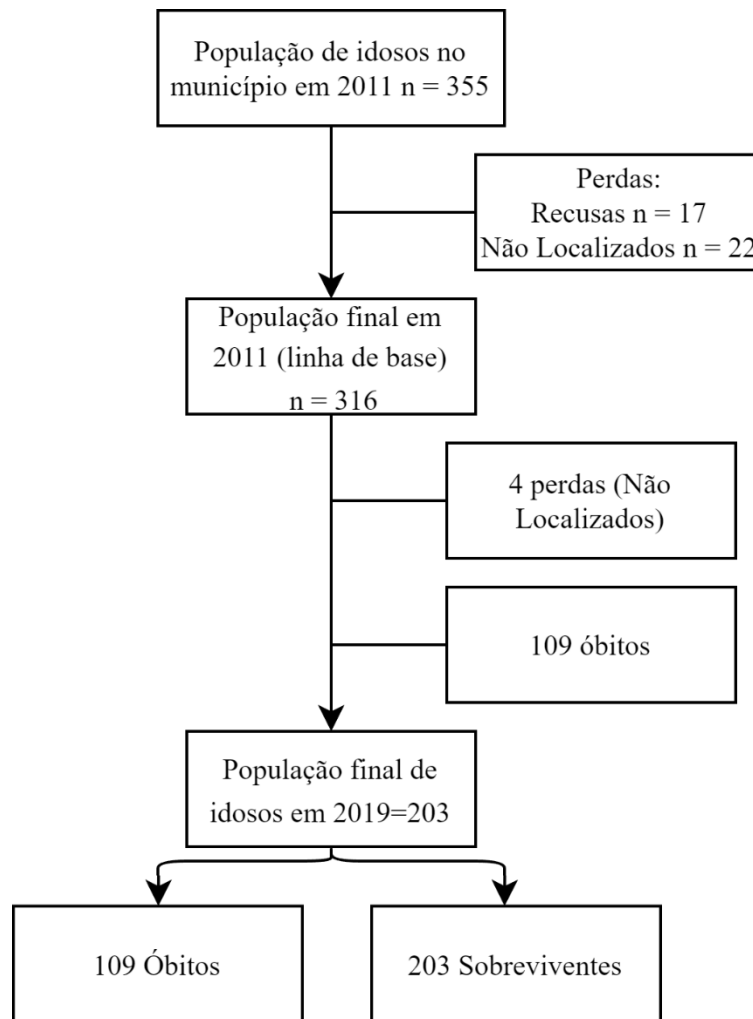 População de idosos no
município em 2011 n = 355
Perdas:
Recusas n = 17
Não Localizados n = 22
População final em
2011 (linha de base)
n = 316
4 perdas (Não
Localizados)
109 óbitos
População final de
idosos em 2019=203
109 Óbitos
203 Sobreviventes